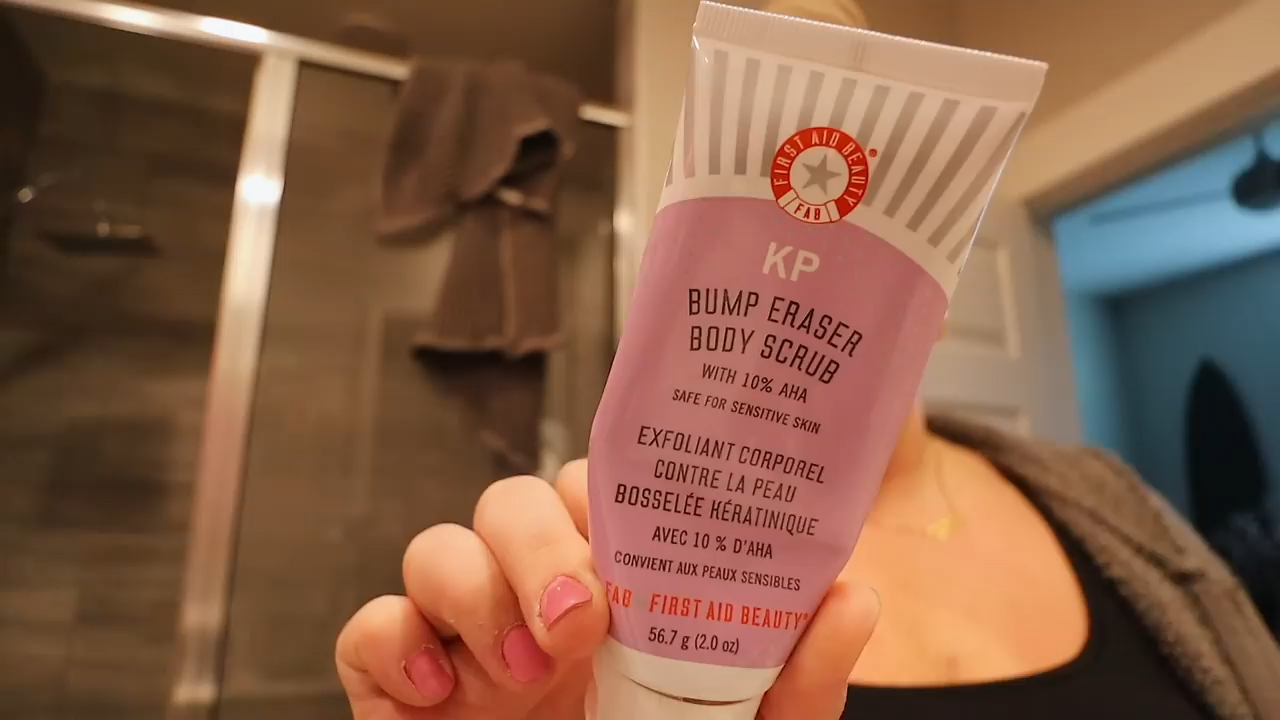 FIRST AID BEAUTY®
FAB
KP
BUMP ERASER
BODY SCRUB
WITH 10% AHA
SAFE FOR SENSITIVE SKIN
EXFOLIANT CORPOREL
CONTRE LA PEAU
BOSSELÉE KÉRATINIQUE
AVEC 10 % D'AHA
CONVIENT AUX PEAUX SENSIBLES
FAB FIRST AID BEAUTY®
56.7 g (2.0 oz)